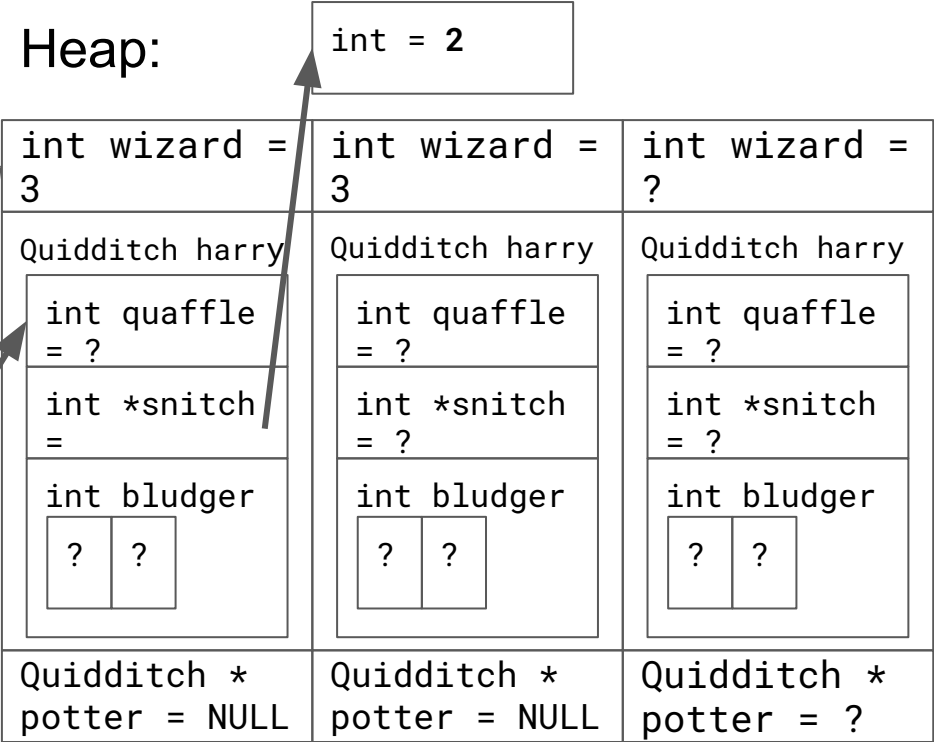 Heap:
int = 2
int wizard =
3
Quidditch harry
int quaffle
= ?
int *snitch
=
int bludger
? ?
Quidditch *
potter = NULL
int wizard =
3
Quidditch harry
int quaffle
= ?
int *snitch
= ?
int bludger
? ?
Quidditch *
potter = NULL
int wizard =
?
Quidditch harry
int quaffle
= ?
int *snitch
= ?
int bludger
? ?
Quidditch *
potter = ?